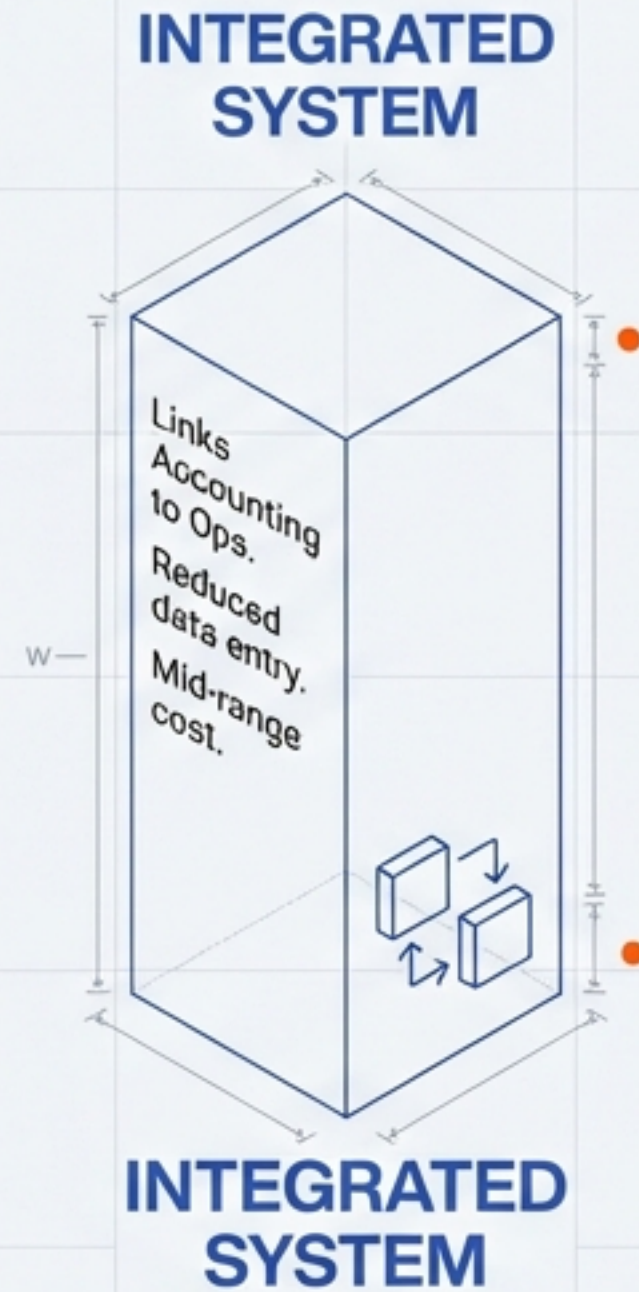 INTEGRATED
SYSTEM
Links
Accounting
to Ops.
Reduced
data entry.
Mid-range
cost.
W
INTEGRATED
SYSTEM